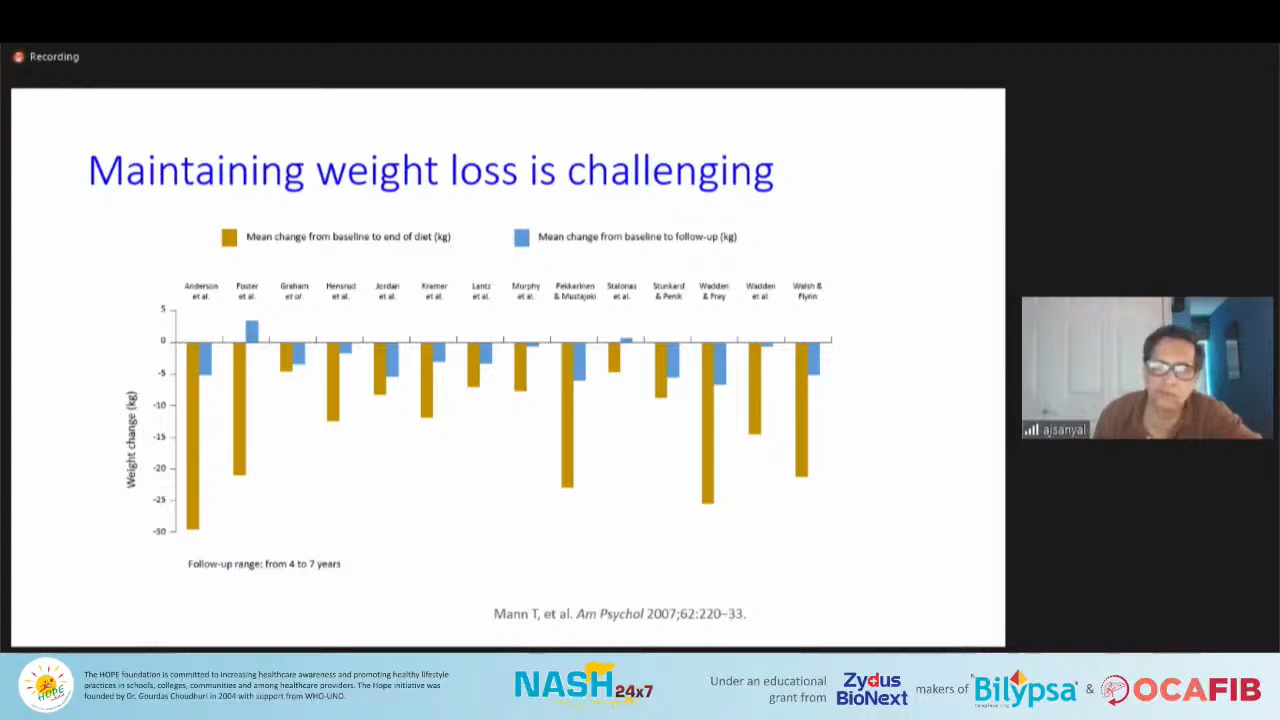 Recording
Maintaining weight loss is challenging
Mean change from baseline to end of diet (kg)
Mean change from baseline to follow-up (kg)
Anderson et al.
Foster et al.
Graham et al.
Hensrud et al.
Jordan et al.
Kramer et al.
Lantz et al.
Murphy et al.
Pekkarinen & Mustajoki
Stalonas et al.
Stunkard & Penik
Wadden & Frey
Wadden et al
Walsh & Flynn
5
0
-5
-10
-15
-20
-25
-30
Weight change (kg)
Follow-up range: from 4 to 7 years
Mann T, et al. Am Psychol 2007;62:220–33.
ajsanyal
HOPE
The HOPE foundation is committed to increasing healthcare awareness and promoting healthy lifestyle
practices in schools, colleges, communities and among healthcare providers. The Hope initiative was
founded by Dr. Gourdas Choudhuri in 2004 with support from WHO-UNO.
NASH 24x7
Under an educational
grant from
Zydus
BioNext
makers of
Bilypsa
&
OCAFIB